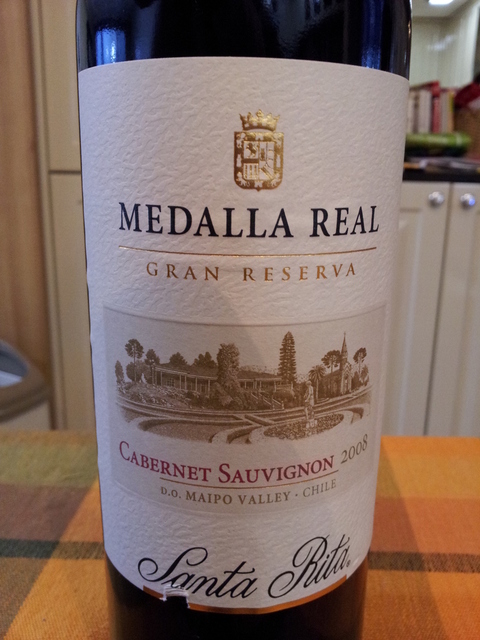 MEDALLA REAL
GRAN RESERVA
CABERNET SAUVIGNON 2008
D.O. MAIPO VALLEY · CHILE
Santa Rita